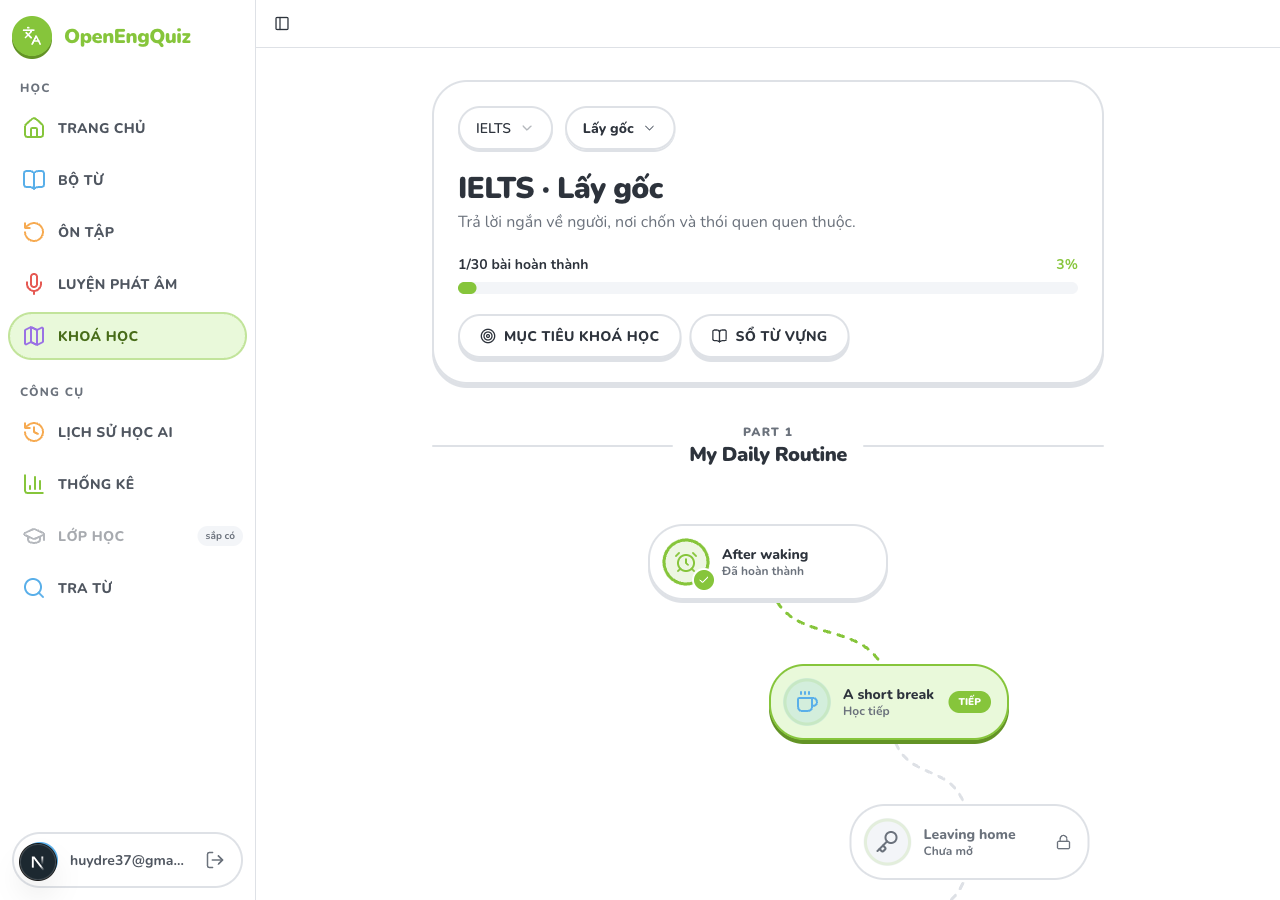 OpenEngQuiz
HỌC
TRANG CHỦ
BỘ TỪ
ÔN TẬP
LUYỆN PHÁT ÂM
KHOÁ HỌC
CÔNG CỤ
LỊCH SỬ HỌC AI
THỐNG KÊ
LỚP HỌC
sắp có
TRA TỪ
N
huydre37@gma...
IELTS
Lấy gốc
IELTS · Lấy gốc
Trả lời ngắn về người, nơi chốn và thói quen quen thuộc.
1/30 bài hoàn thành
3%
MỤC TIÊU KHOÁ HỌC
SỔ TỪ VỰNG
PART 1
My Daily Routine
After waking
Đã hoàn thành
A short break
Học tiếp
TIẾP
Leaving home
Chưa mở